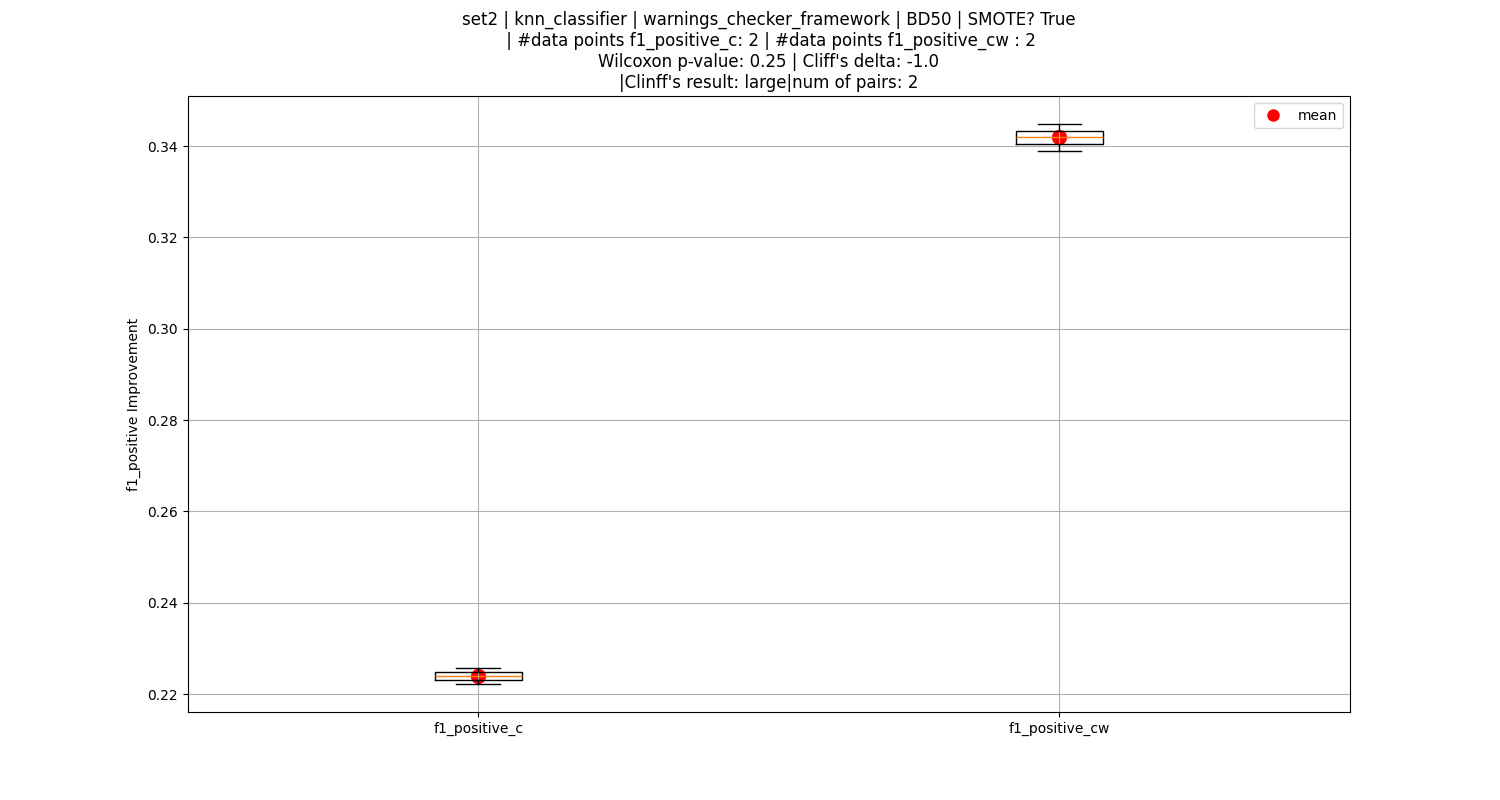 set2 | knn_classifier | warnings_checker_framework | BD50 | SMOTE? True
| #data points f1_positive_c: 2 | #data points f1_positive_cw : 2
Wilcoxon p-value: 0.25 | Cliff's delta: -1.0
|Clinff's result: large|num of pairs: 2
mean
0.34
0.32
0.30
0.28
0.26
0.24
0.22
f1_positive Improvement
f1_positive_c
f1_positive_cw